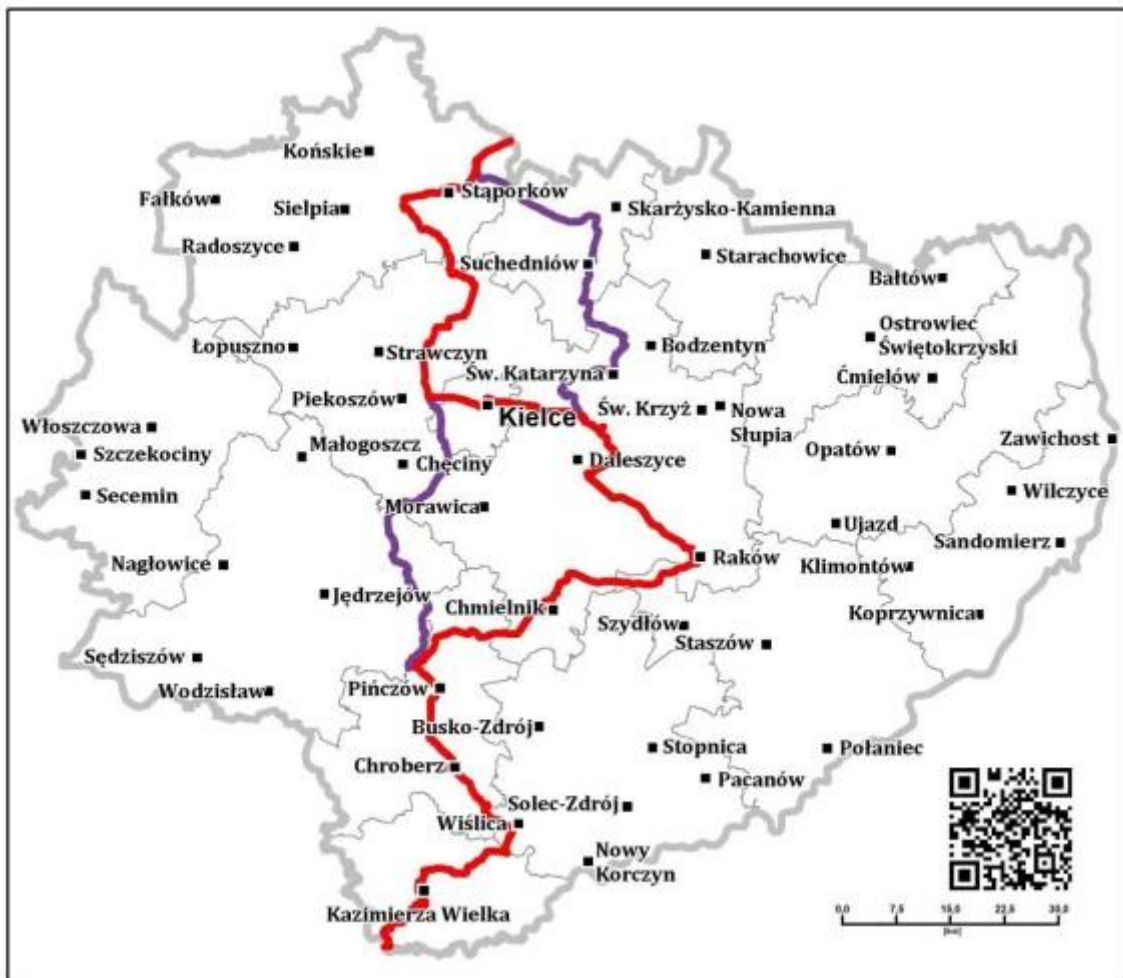 Końskie
Stąporków
Fałków
Sielpia
Skarżysko-Kamienna
Radoszyce
Starachowice
Suchedniów
Bałtów
Ostrowiec
Świętokrzyski
Łopuszno
Strawczyn
Bodzentyn
Św. Katarzyna
Ćmielów
Piekoszów
Kielce
Św. Krzyż
Nowa
Słupia
Włoszczowa
Małogoszcz
Zawichost
Szczekociny
Chęciny
Daleszyce
Opatów
Secemin
Morawica
Wilczyce
Ujazd
Sandomierz
Nagłowice
Raków
Klimontów
Jędrzejów
Chmielnik
Koprzywnica
Szydłów
Staszów
Sędziszów
Wodzisław
Pińczów
Busko-Zdrój
Stopnica
Połaniec
Chroberz
Pacanów
Solec-Zdrój
Wiślica
Nowy
Korczyn
Kazimierza Wielka
0,0 7,5 15,0 22,5 30,0
[km]